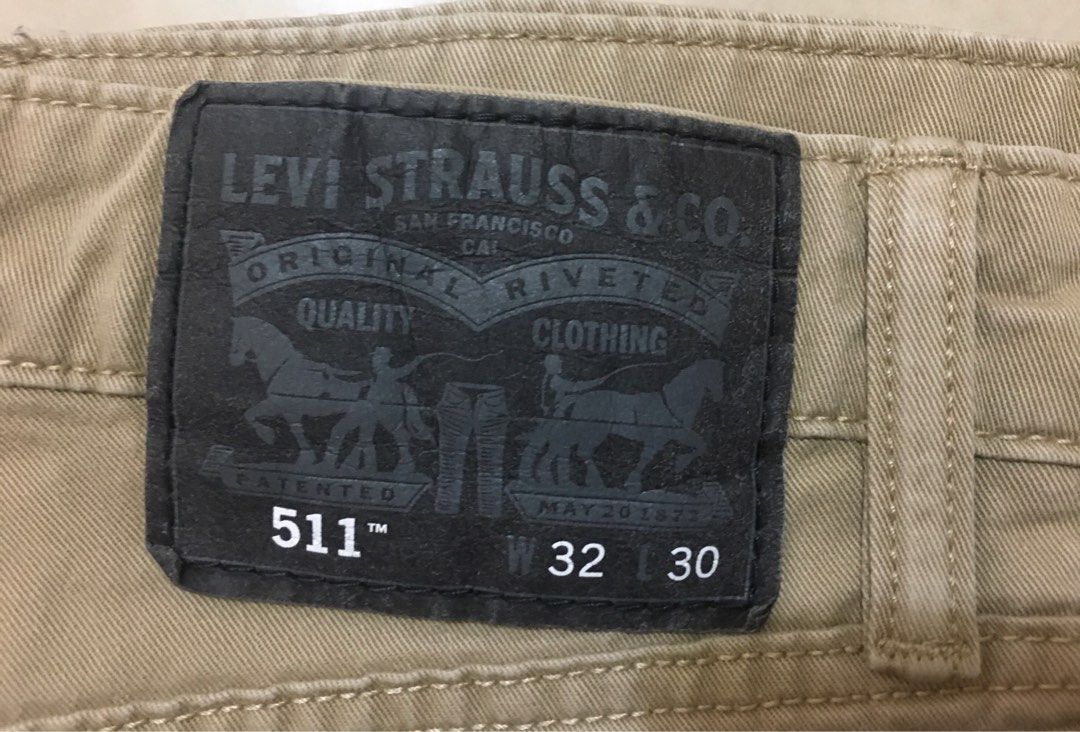 LEVI STRAUSS & CO.
SAN FRANCISCO
CAL
ORIGINAL RIVETED
QUALITY CLOTHING
PATENTED MAY 20 1873
511™ W 32 L 30